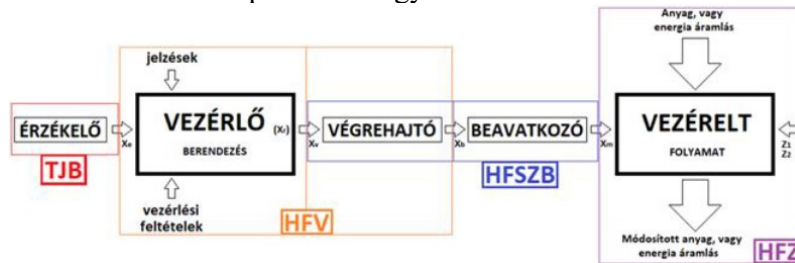 Anyag, vagy
energia áramlás
jelzések
ÉRZÉKELŐ
VEZÉRLŐ (Xr)
BERENDEZÉS
VÉGREHAJTÓ
BEAVATKOZÓ
VEZÉRELT
FOLYAMAT
Xe
Xv
Xb
Xm
Z1
Z2
TJB
HFSZB
vezérlési
feltételek
HFV
Módosított anyag, vagy
energia áramlás
HFZ